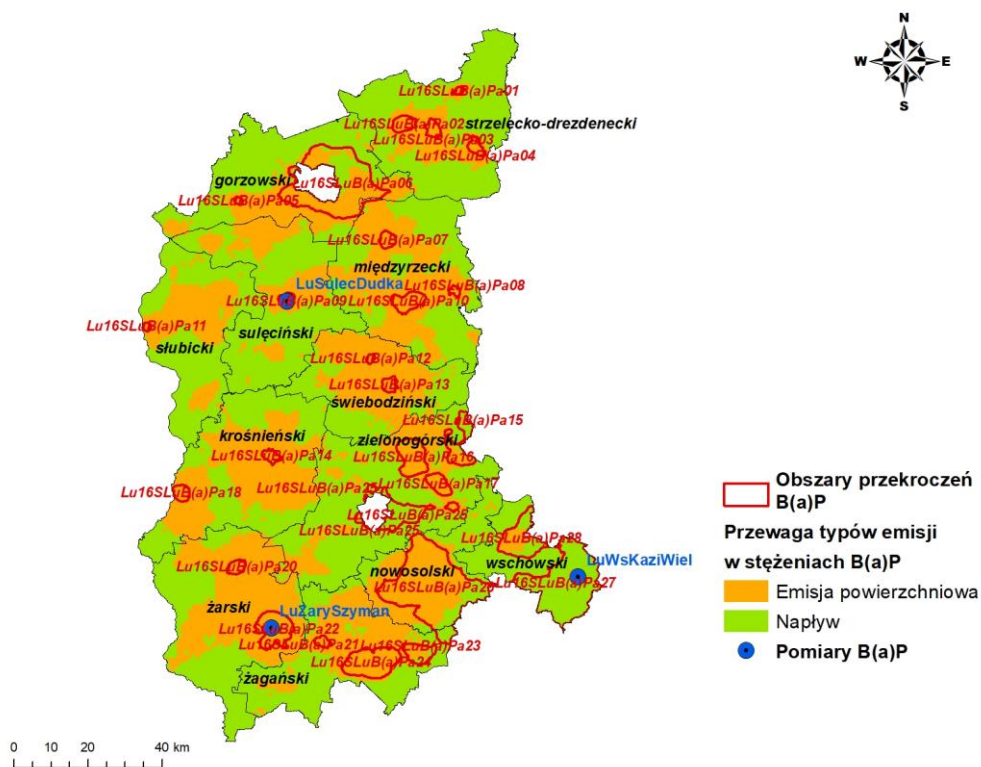 N
W E
S
Lu16SLuB(a)Pa01
Lu16SLuB(a)Pa02
strzelecko-drezdenecki
Lu16SLuB(a)Pa03
Lu16SLuB(a)Pa04
gorzowski
Lu16SLuB(a)Pa06
Lu16SLuB(a)Pa05
Lu16SLuB(a)Pa07
międzyrzecki
LuSulecDudka
Lu16SLuB(a)Pa08
Lu16SLuB(a)Pa09
Lu16SLuB(a)Pa10
Lu16SLuB(a)Pa11
sulęciński
słubicki
Lu16SLuB(a)Pa12
Lu16SLuB(a)Pa13
świebodziński
Lu16SLuB(a)Pa15
krośnieński
zielonogórski
Lu16SLuB(a)Pa14
Lu16SLuB(a)Pa16
Lu16SLuB(a)Pa17
Lu16SLuB(a)Pa18
Lu16SLuB(a)Pa25
Lu16SLuB(a)Pa25
Lu16SLuB(a)Pa28
LuWsKaziWiel
wschowski
Lu16SLuB(a)Pa20
nowosolski
Lu16SLuB(a)Pa27
żarski
LuZarySzyman
Lu16SLuB(a)Pa22
Lu16SLuB(a)Pa21
Lu16SLuB(a)Pa23
Lu16SLuB(a)Pa24
żagański
Obszary przekroczeń
B(a)P
Przewaga typów emisji
w stężeniach B(a)P
Emisja powierzchniowa
Napływ
Pomiary B(a)P
0 10 20 40 km